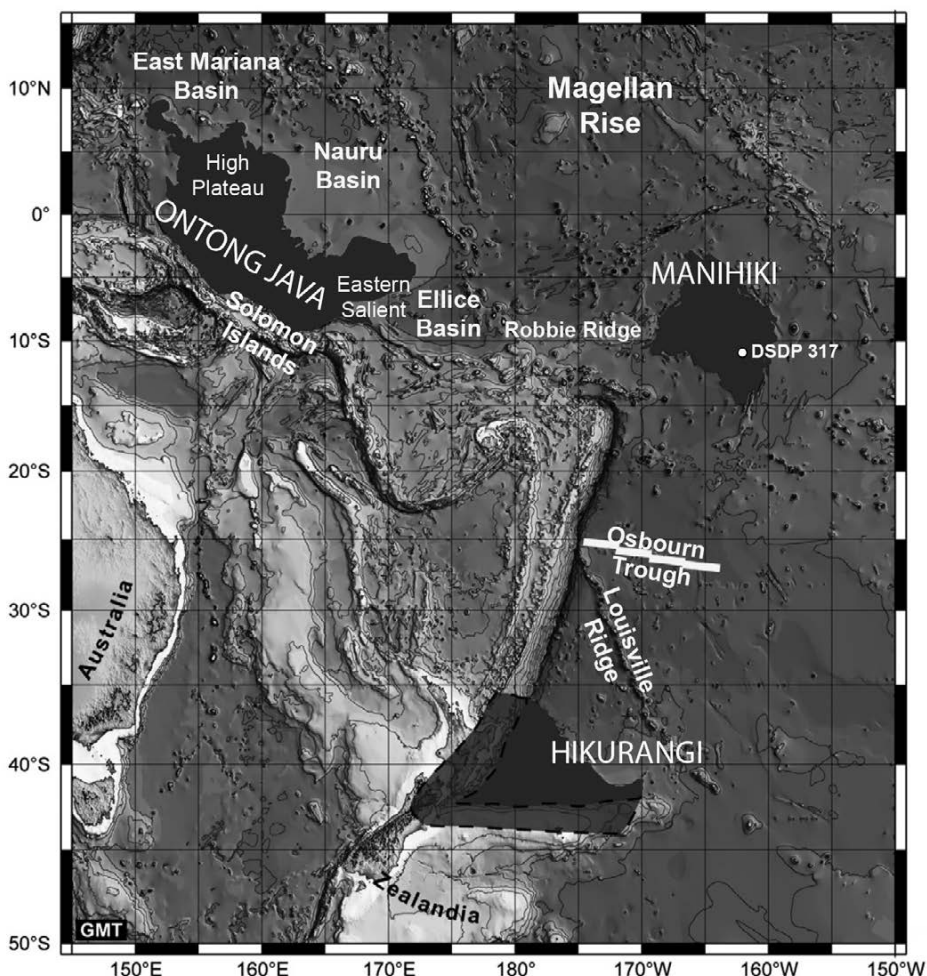 East Mariana
Basin
10°N
Magellan
Rise
High
Plateau
Nauru
Basin
0°
ONTONG JAVA
MANIHIKI
Eastern
Salient
Ellice
Basin
Solomon
Islands
Robbie Ridge
10°S
DSDP 317
20°S
Osbourn
Trough
Australia
30°S
Louisville
Ridge
HIKURANGI
40°S
Zealandia
GMT
50°S
150°E
160°E
170°E
180°
170°W
160°W
150°W